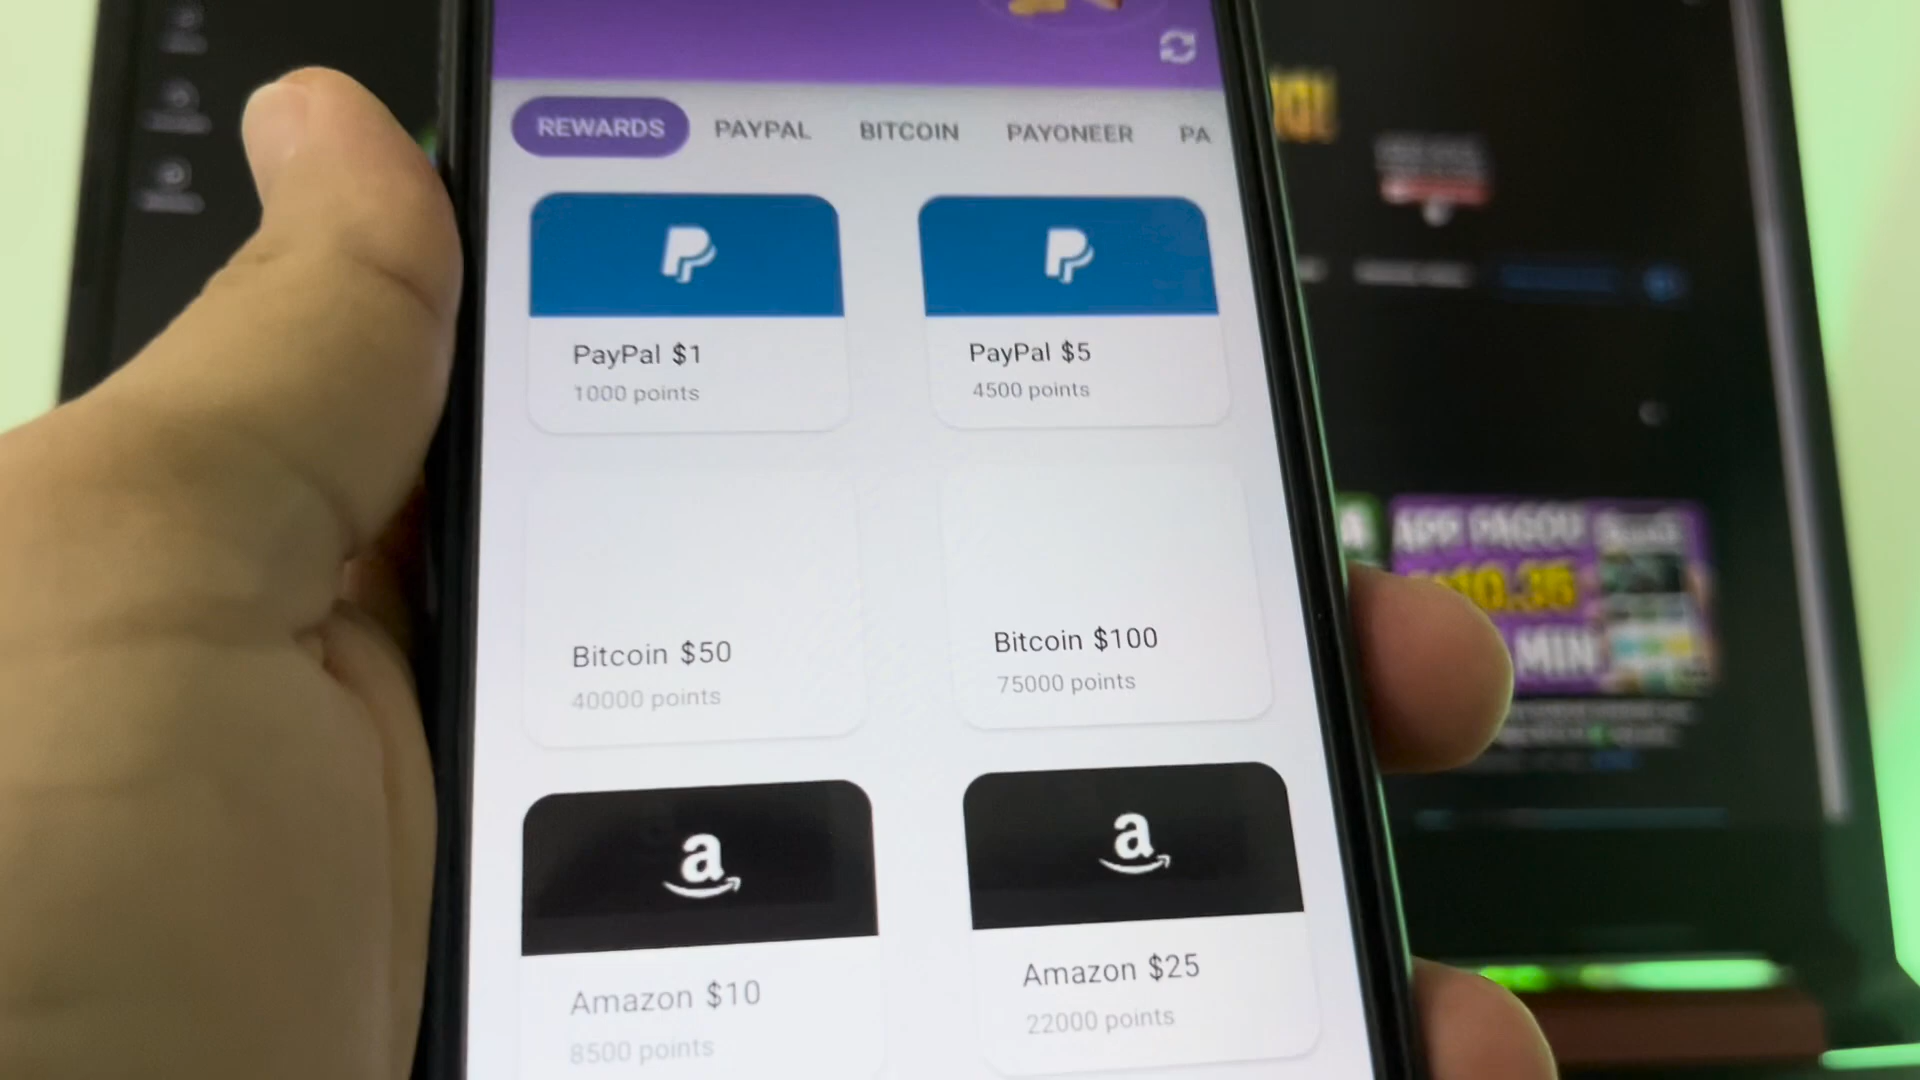 REWARDS PAYPAL BITCOIN PAYONEER PA
PayPal $1
1000 points
PayPal $5
4500 points
Bitcoin $50
40000 points
Bitcoin $100
75000 points
a
a
Amazon $10
8500 points
Amazon $25
22000 points
APP PAGOU
10.36
MIN